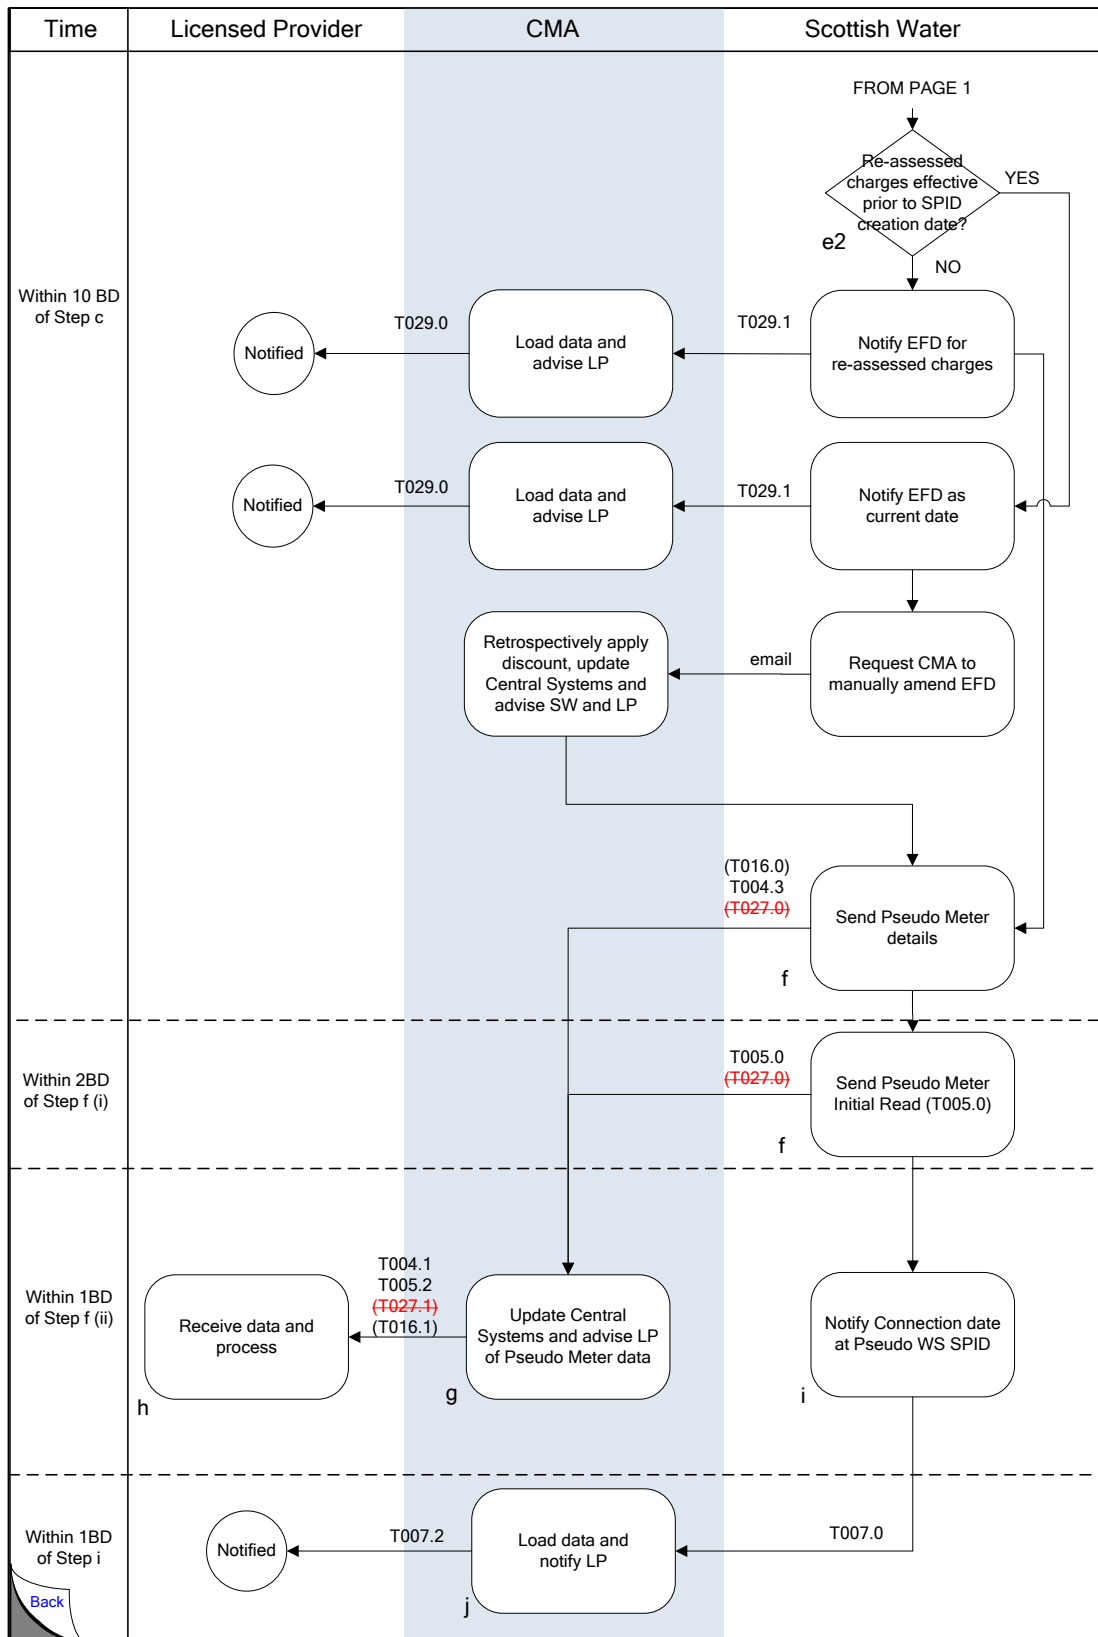 Time
Licensed Provider
CMA
Scottish Water
FROM PAGE 1
Re-assessed
charges effective
prior to SPID
creation date?
YES
e2
NO
Within 10 BD
of Step c
Notified
T029.0
Load data and
advise LP
T029.1
Notify EFD for
re-assessed charges
Notified
T029.0
Load data and
advise LP
T029.1
Notify EFD as
current date
Retrospectively apply
discount, update
Central Systems and
advise SW and LP
email
Request CMA to
manually amend EFD
(T016.0)
T004.3
(T027.0)
Send Pseudo Meter
details
f
Within 2BD
of Step f (i)
T005.0
(T027.0)
Send Pseudo Meter
Initial Read (T005.0)
f
Within 1BD
of Step f (ii)
Receive data and
process
h
T004.1
T005.2
(T027.1)
(T016.1)
Update Central
Systems and advise LP
of Pseudo Meter data
g
Notify Connection date
at Pseudo WS SPID
i
Within 1BD
of Step i
Notified
T007.2
Load data and
notify LP
j
T007.0
Back